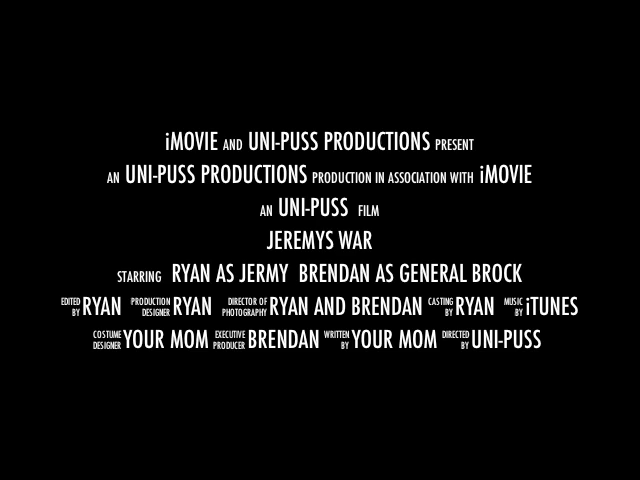 iMOVIE AND UNI-PUSS PRODUCTIONS PRESENT
AN UNI-PUSS PRODUCTIONS PRODUCTION IN ASSOCIATION WITH iMOVIE
AN UNI-PUSS FILM
JEREMYS WAR
STARRING RYAN AS JERMY BRENDAN AS GENERAL BROCK
EDITED BY RYAN PRODUCTION DESIGNER RYAN DIRECTOR OF PHOTOGRAPHY RYAN AND BRENDAN CASTING BY RYAN MUSIC BY iTUNES
COSTUME DESIGNER YOUR MOM EXECUTIVE PRODUCER BRENDAN WRITTEN BY YOUR MOM DIRECTED BY UNI-PUSS